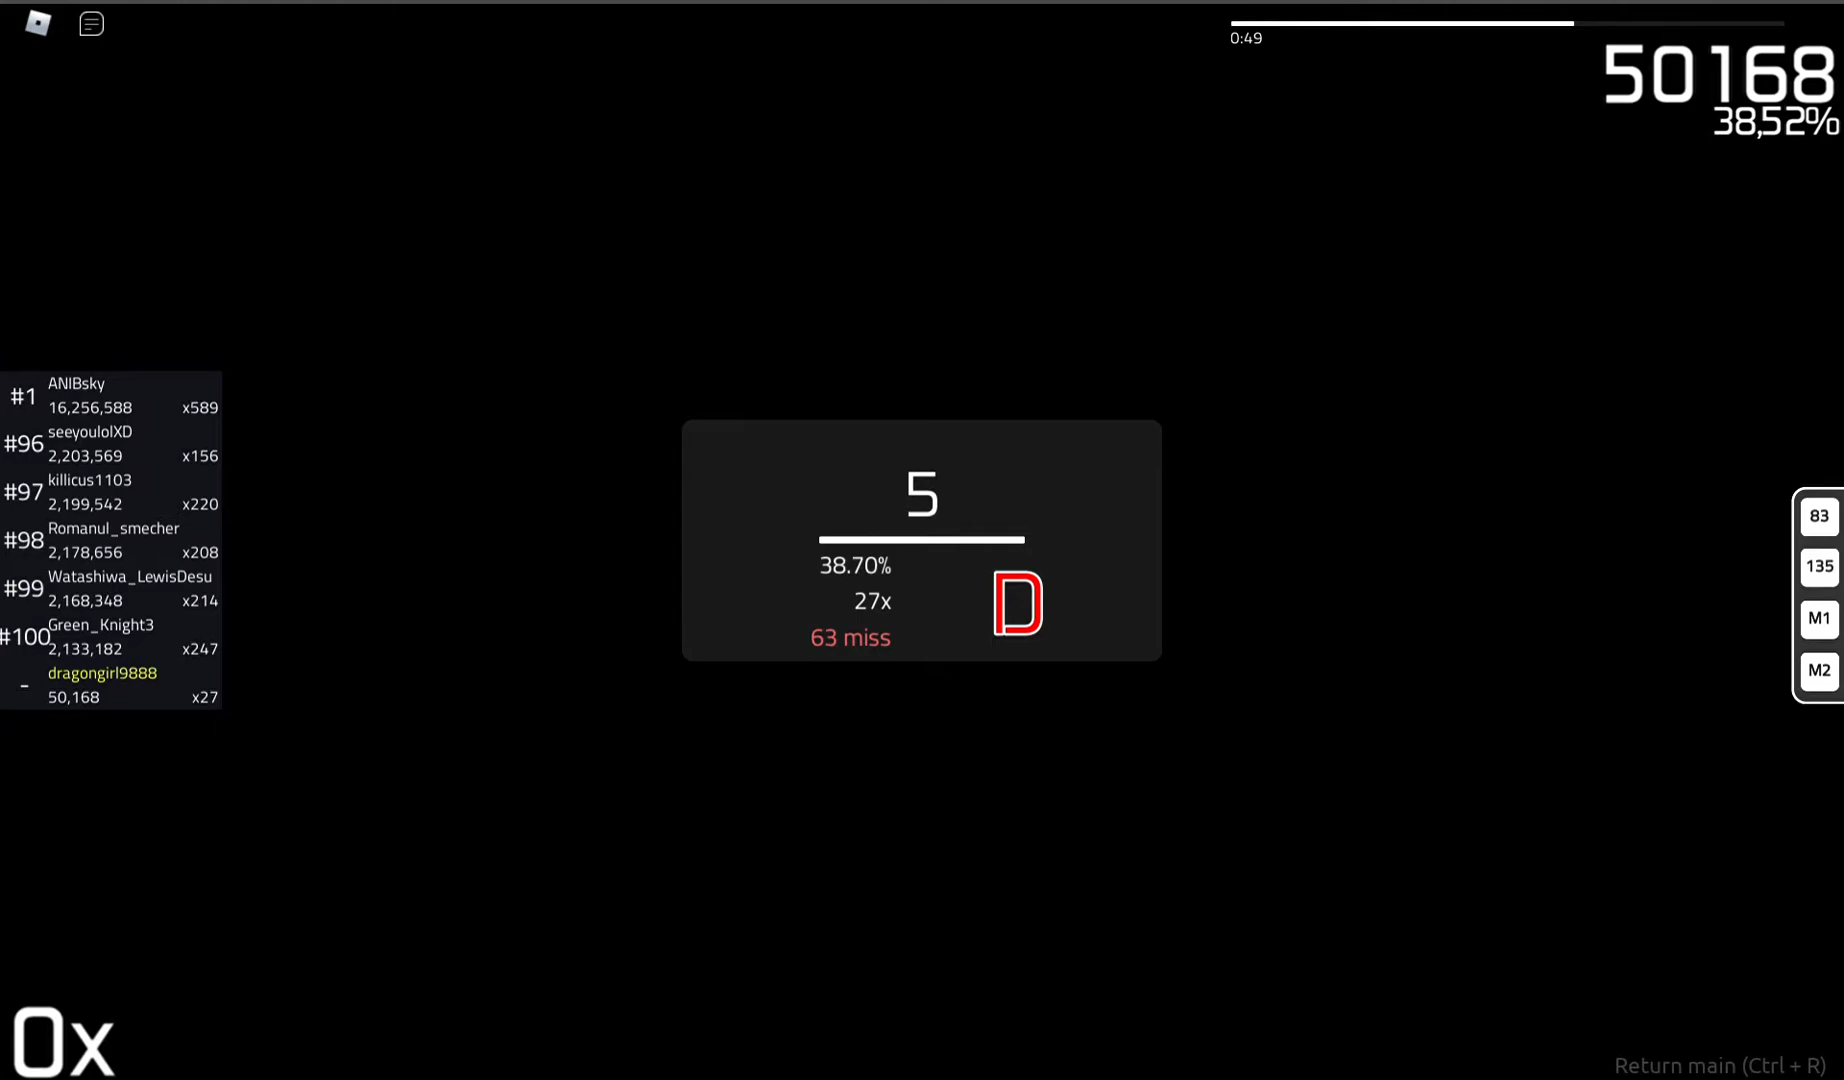 0:49
50168
38,52%
#1 ANIBsky
16,256,588 x589
#96 seeyoulolXD
2,203,569 x156
#97 killicus1103
2,199,542 x220
#98 Romanul_smecher
2,178,656 x208
#99 Watashiwa_LewisDesu
2,168,348 x214
#100 Green_Knight3
2,133,182 x247
- dragongirl9888
50,168 x27
5
38.70%
27x
63 miss
D
83
135
M1
M2
0x
Return main (Ctrl + R)